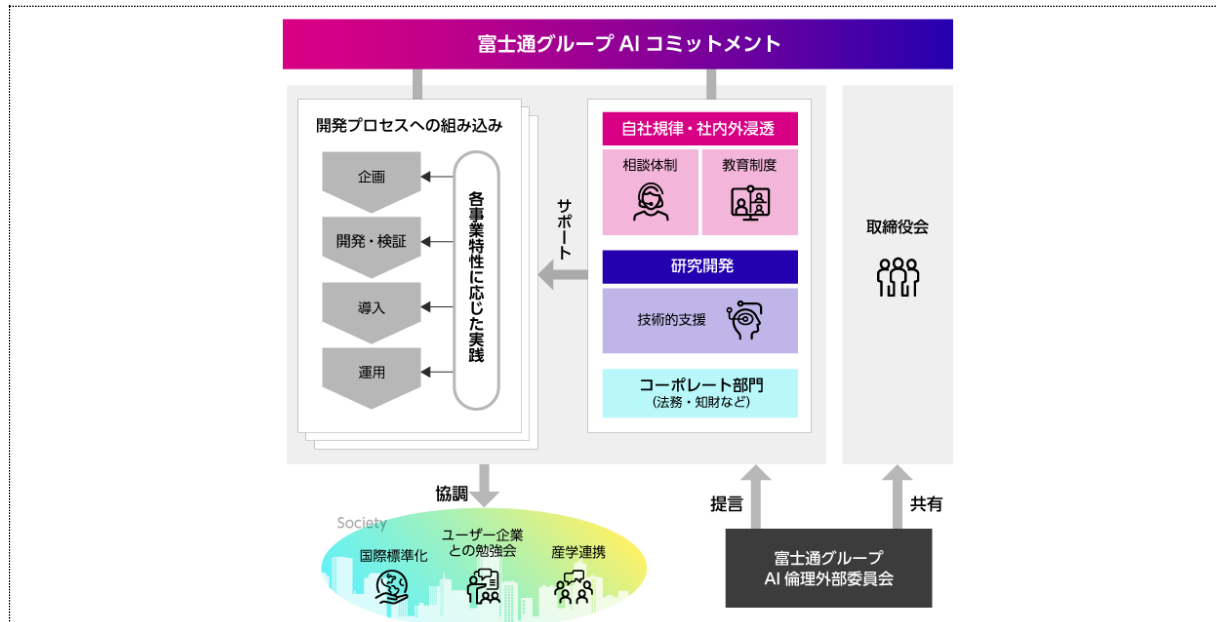 富士通グループ AI コミットメント
開発プロセスへの組み込み
企画
開発・検証
導入
運用
各事業特性に応じた実践
サポート
自社規律・社内外浸透
相談体制
教育制度
研究開発
技術的支援
コーポレート部門
(法務・知財など)
取締役会
協調
提言
共有
Society
国際標準化
ユーザー企業
との勉強会
産学連携
富士通グループ
AI 倫理外部委員会